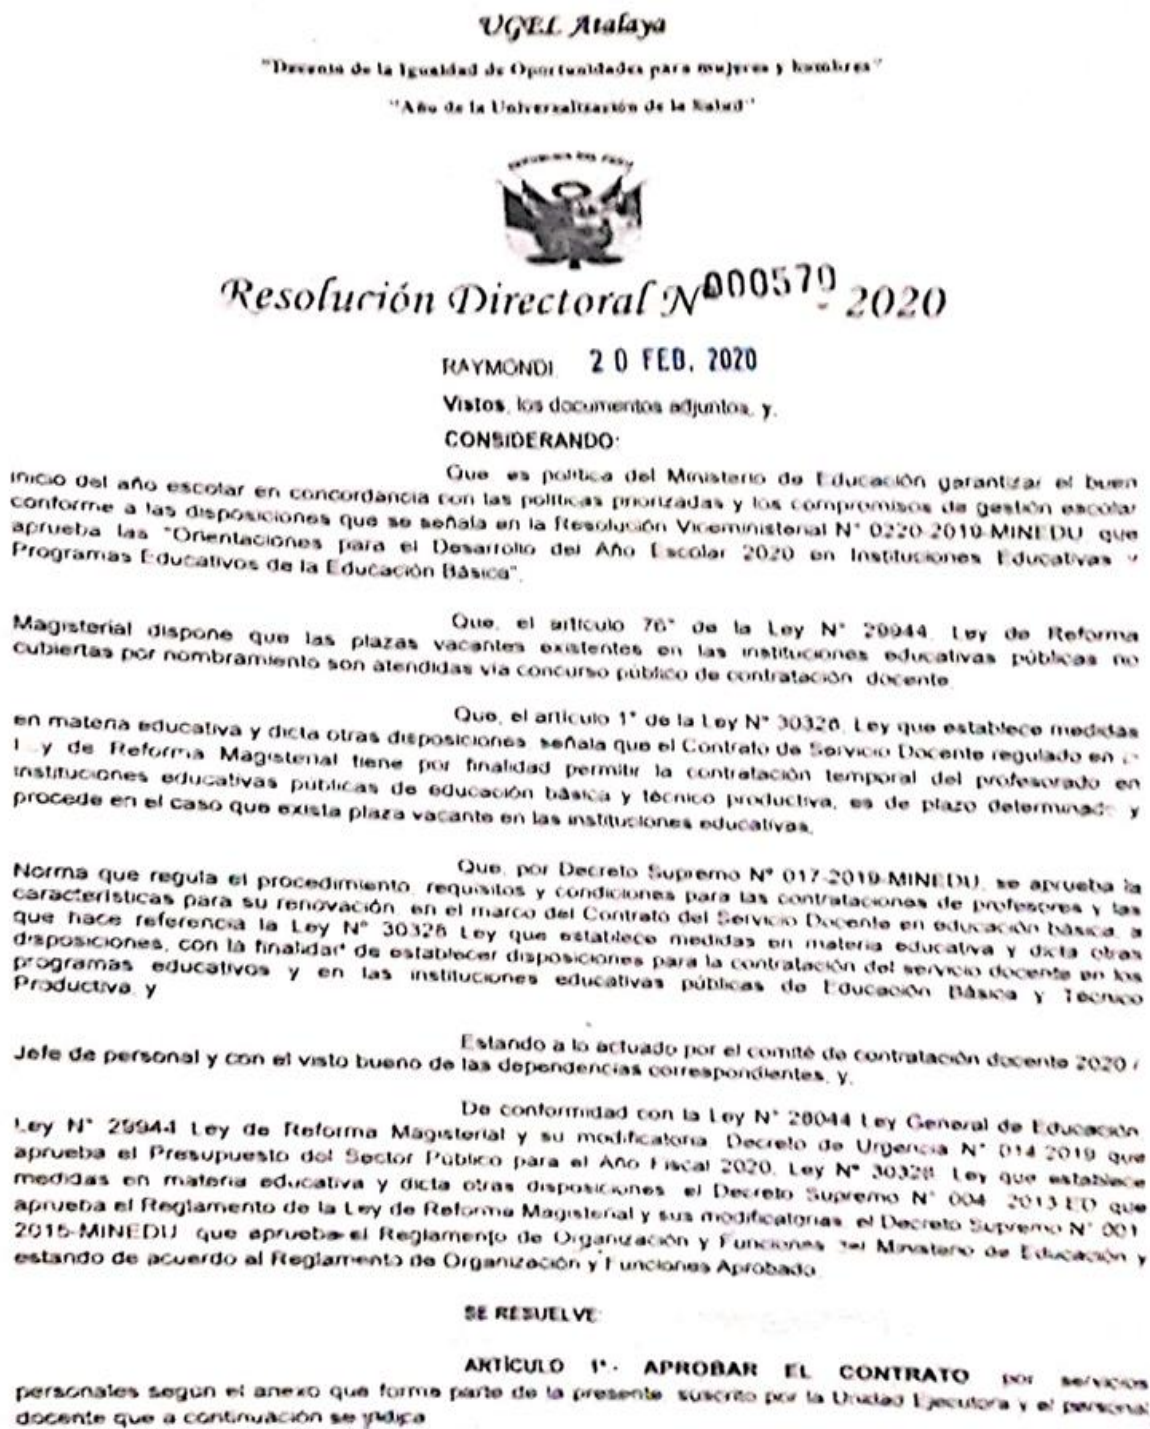 UGEL Atalaya
"Decenio de la Igualdad de Oportunidades para mujeres y hombres"
"Año de la Universalización de la Salud"
REPUBLICA DEL PERU
Resolución Directoral N° 000570 - 2020
RAYMONDI, 20 FEB. 2020
Vistos, los documentos adjuntos, y,
CONSIDERANDO:
Que es política del Ministerio de Educación garantizar el buen
inicio del año escolar en concordancia con las políticas priorizadas y los compromisos de gestión escolar
conforme a las disposiciones que se señala en la Resolución Viceministerial N° 0220-2019-MINEDU que
aprueba las "Orientaciones para el Desarrollo del Año Escolar 2020 en Instituciones Educativas y
Programas Educativos de la Educación Básica",
Que, el artículo 76° de la Ley N° 29944, Ley de Reforma
Magisterial dispone que las plazas vacantes existentes en las instituciones educativas públicas no
cubiertas por nombramiento son atendidas vía concurso público de contratación docente
Que, el artículo 1° de la Ley N° 30328, Ley que establece medidas
en materia educativa y dicta otras disposiciones señala que el Contrato de Servicio Docente regulado en
y de Reforma Magisterial tiene por finalidad permitir la contratación temporal del profesorado en
instituciones educativas públicas de educación básica y técnico productiva, es de plazo determinado y
procede en el caso que exista plaza vacante en las instituciones educativas,
Que, por Decreto Supremo N° 017-2019-MINEDU, se aprueba la
Norma que regula el procedimiento, requisitos y condiciones para las contrataciones de profesores y las
características para su renovación, en el marco del Contrato del Servicio Docente en educación básica, a
que hace referencia la Ley N° 30328 Ley que establece medidas en materia educativa y dicta otras
disposiciones, con la finalidad de establecer disposiciones para la contratación del servicio docente en los
programas educativos y en las instituciones educativas públicas de Educación Básica y Técnico
Productiva, y
Estando a lo actuado por el comité de contratación docente 2020 /
Jefe de personal y con el visto bueno de las dependencias correspondientes, y,
De conformidad con la Ley N° 28044 Ley General de Educación,
Ley N° 29944 Ley de Reforma Magisterial y su modificatoria, Decreto de Urgencia N° 014-2019 que
aprueba el Presupuesto del Sector Público para el Año Fiscal 2020, Ley N° 30328 Ley que establece
medidas en materia educativa y dicta otras disposiciones el Decreto Supremo N° 004 2013-ED que
aprueba el Reglamento de la Ley de Reforma Magisterial y sus modificatorias, el Decreto Supremo N° 001
2015-MINEDU que aprueba el Reglamento de Organización y Funciones del Ministerio de Educación y
estando de acuerdo al Reglamento de Organización y Funciones Aprobado
SE RESUELVE:
ARTÍCULO 1°.- APROBAR EL CONTRATO por servicios
personales según el anexo que forma parte de la presente suscrito por la Unidad Ejecutora y el personal
docente que a continuación se indica